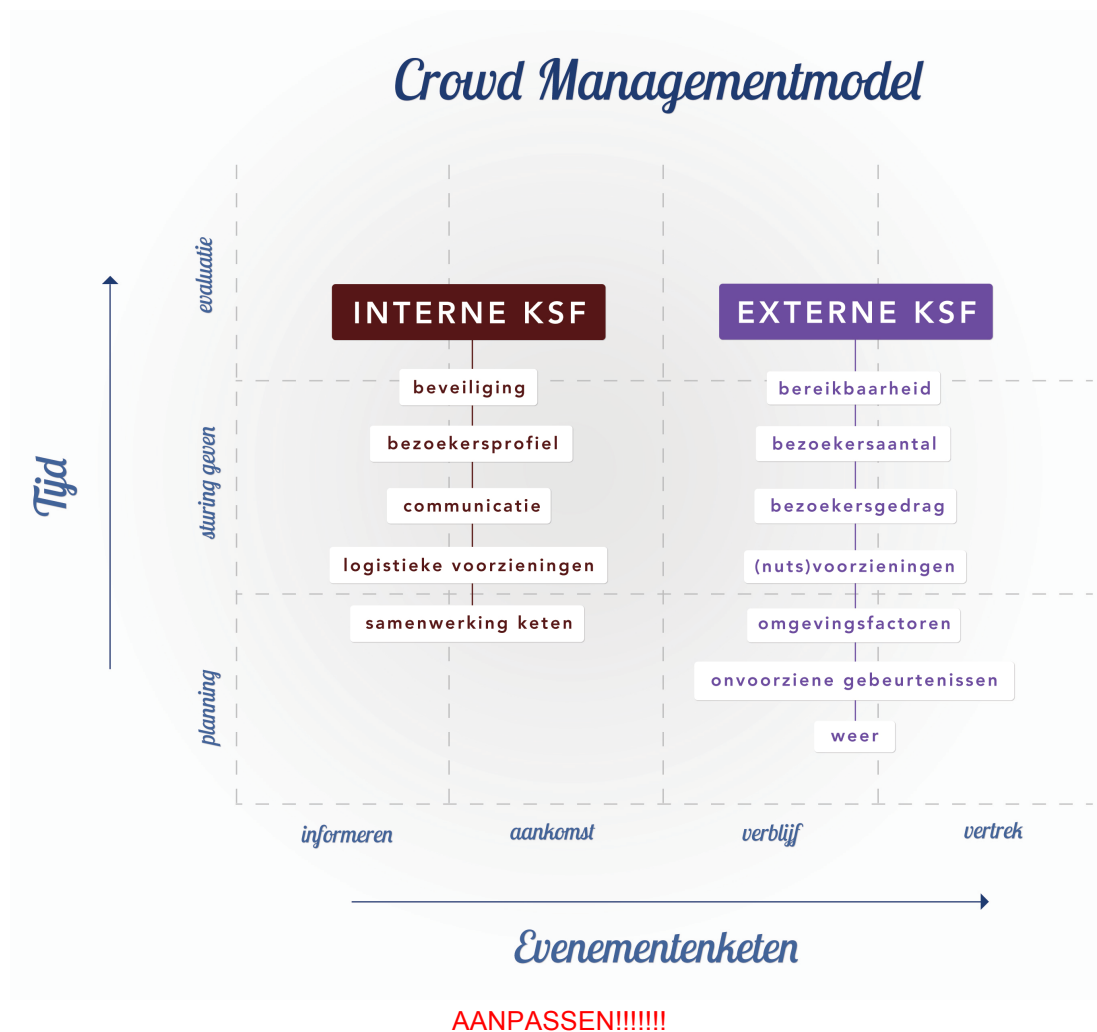 Crowd Managementmodel
evaluatie
INTERNE KSF
EXTERNE KSF
beveiliging
bereikbaarheid
bezoekersprofiel
bezoekersaantal
Tijd
sturing geven
communicatie
bezoekersgedrag
logistieke voorzieningen
(nuts)voorzieningen
samenwerking keten
omgevingsfactoren
onvoorziene gebeurtenissen
planning
weer
informeren
aankomst
verblijf
vertrek
Evenementenketen
AANPASSEN!!!!!!!